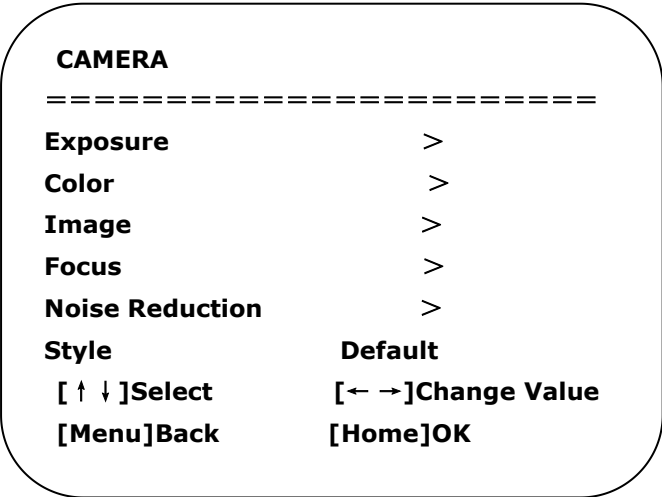 CAMERA
=======================
Exposure >
Color >
Image >
Focus >
Noise Reduction >
Style Default
[↑↓]Select [← →]Change Value
[Menu]Back [Home]OK